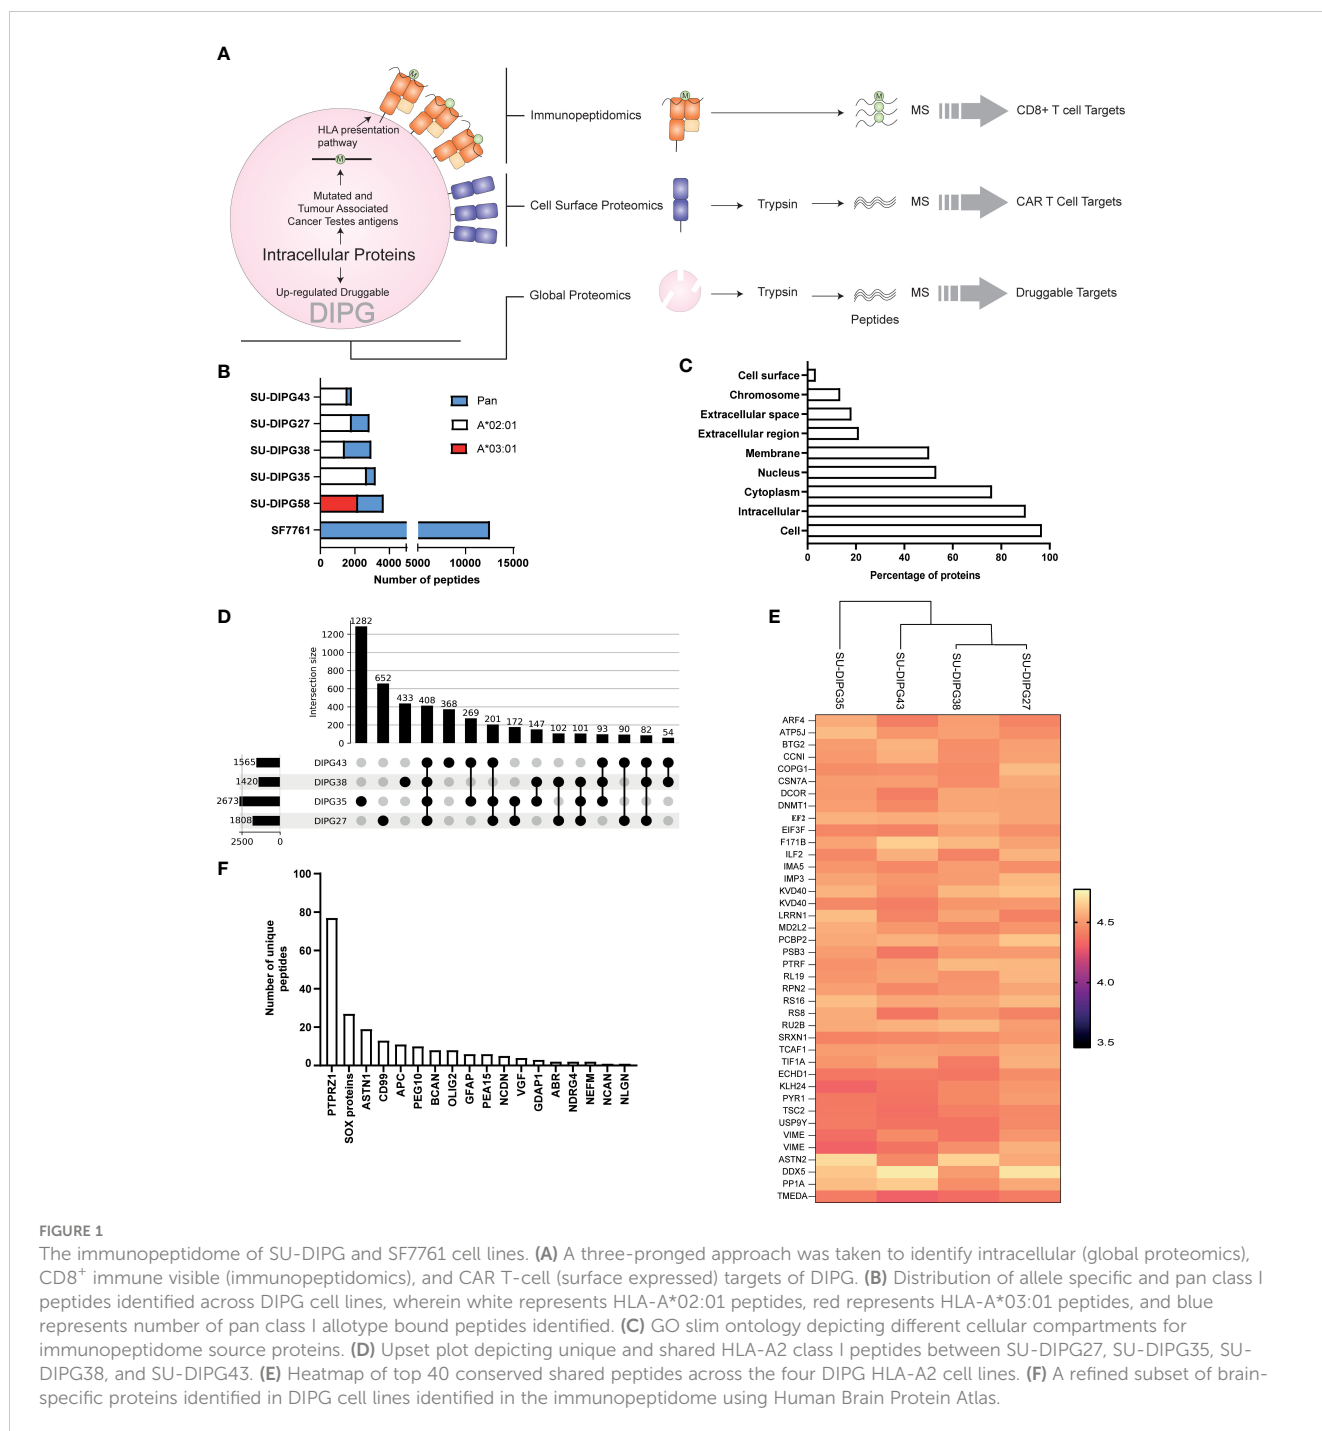 A
HLA presentation
pathway
M
Mutated and
Tumour Associated
Cancer Testes antigens
Intracellular Proteins
Up-regulated Druggable
DIPG
Immunopeptidomics
M
M
MS
CD8+ T cell Targets
Cell Surface Proteomics
Trypsin
MS
CAR T Cell Targets
Global Proteomics
Trypsin
MS
Druggable Targets
Peptides
B
SU-DIPG43
SU-DIPG27
SU-DIPG38
SU-DIPG35
SU-DIPG58
SF7761
Pan
A*02:01
A*03:01
0 2000 4000 5000 10000 15000
Number of peptides
C
Cell surface
Chromosome
Extracellular space
Extracellular region
Membrane
Nucleus
Cytoplasm
Intracellular
Cell
0 20 40 60 80 100
Percentage of proteins
D
Intersection size
1200
1000
800
600
400
200
0
1282 652 433 408 368 269 201 172 147 102 101 93 90 82 54
1565 DIPG43
1420 DIPG38
2673 DIPG35
1808 DIPG27
2500 0
E
SU-DIPG35
SU-DIPG43
SU-DIPG38
SU-DIPG27
ARF4
ATP5J
BTG2
CCNI
COPG1
CSN7A
DCOR
DNMT1
EF2
EIF3F
F171B
ILF2
IMA5
IMP3
KVD40
KVD40
LRRN1
MD2L2
PCBP2
PSB3
PTRF
RL19
RPN2
RS16
RS8
RU2B
SRXN1
TCAF1
TIF1A
ECHD1
KLH24
PYR1
TSC2
USP9Y
VIME
VIME
ASTN2
DDX5
PP1A
TMEDA
4.5
4.0
3.5
F
Number of unique
peptides
100
80
60
40
20
0
PTPRZ1
SOX proteins
ASTN1
CD99
APC
PEG10
BCAN
OLIG2
GFAP
PEA15
NCDN
VGF
GDAP1
ABR
NDRG4
NEFM
NCAN
NLGN
FIGURE 1
The immunopeptidome of SU-DIPG and SF7761 cell lines. (A) A three-pronged approach was taken to identify intracellular (global proteomics),
CD8+ immune visible (immunopeptidomics), and CAR T-cell (surface expressed) targets of DIPG. (B) Distribution of allele specific and pan class I
peptides identified across DIPG cell lines, wherein white represents HLA-A*02:01 peptides, red represents HLA-A*03:01 peptides, and blue
represents number of pan class I allotype bound peptides identified. (C) GO slim ontology depicting different cellular compartments for
immunopeptidome source proteins. (D) Upset plot depicting unique and shared HLA-A2 class I peptides between SU-DIPG27, SU-DIPG35, SU-
DIPG38, and SU-DIPG43. (E) Heatmap of top 40 conserved shared peptides across the four DIPG HLA-A2 cell lines. (F) A refined subset of brain-
specific proteins identified in DIPG cell lines identified in the immunopeptidome using Human Brain Protein Atlas.